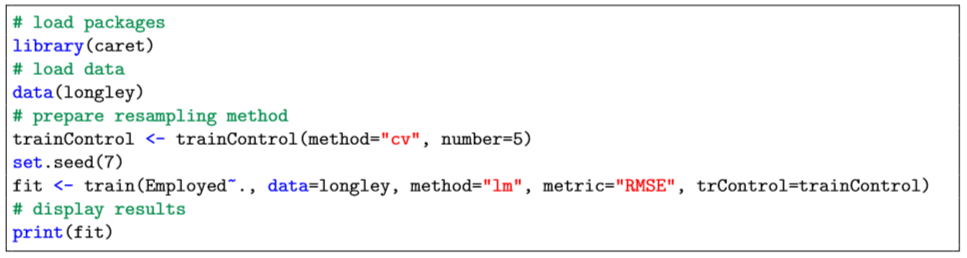 # load packages
library(caret)
# load data
data(longley)
# prepare resampling method
trainControl <- trainControl(method="cv", number=5)
set.seed(7)
fit <- train(Employed~., data=longley, method="lm", metric="RMSE", trControl=trainControl)
# display results
print(fit)